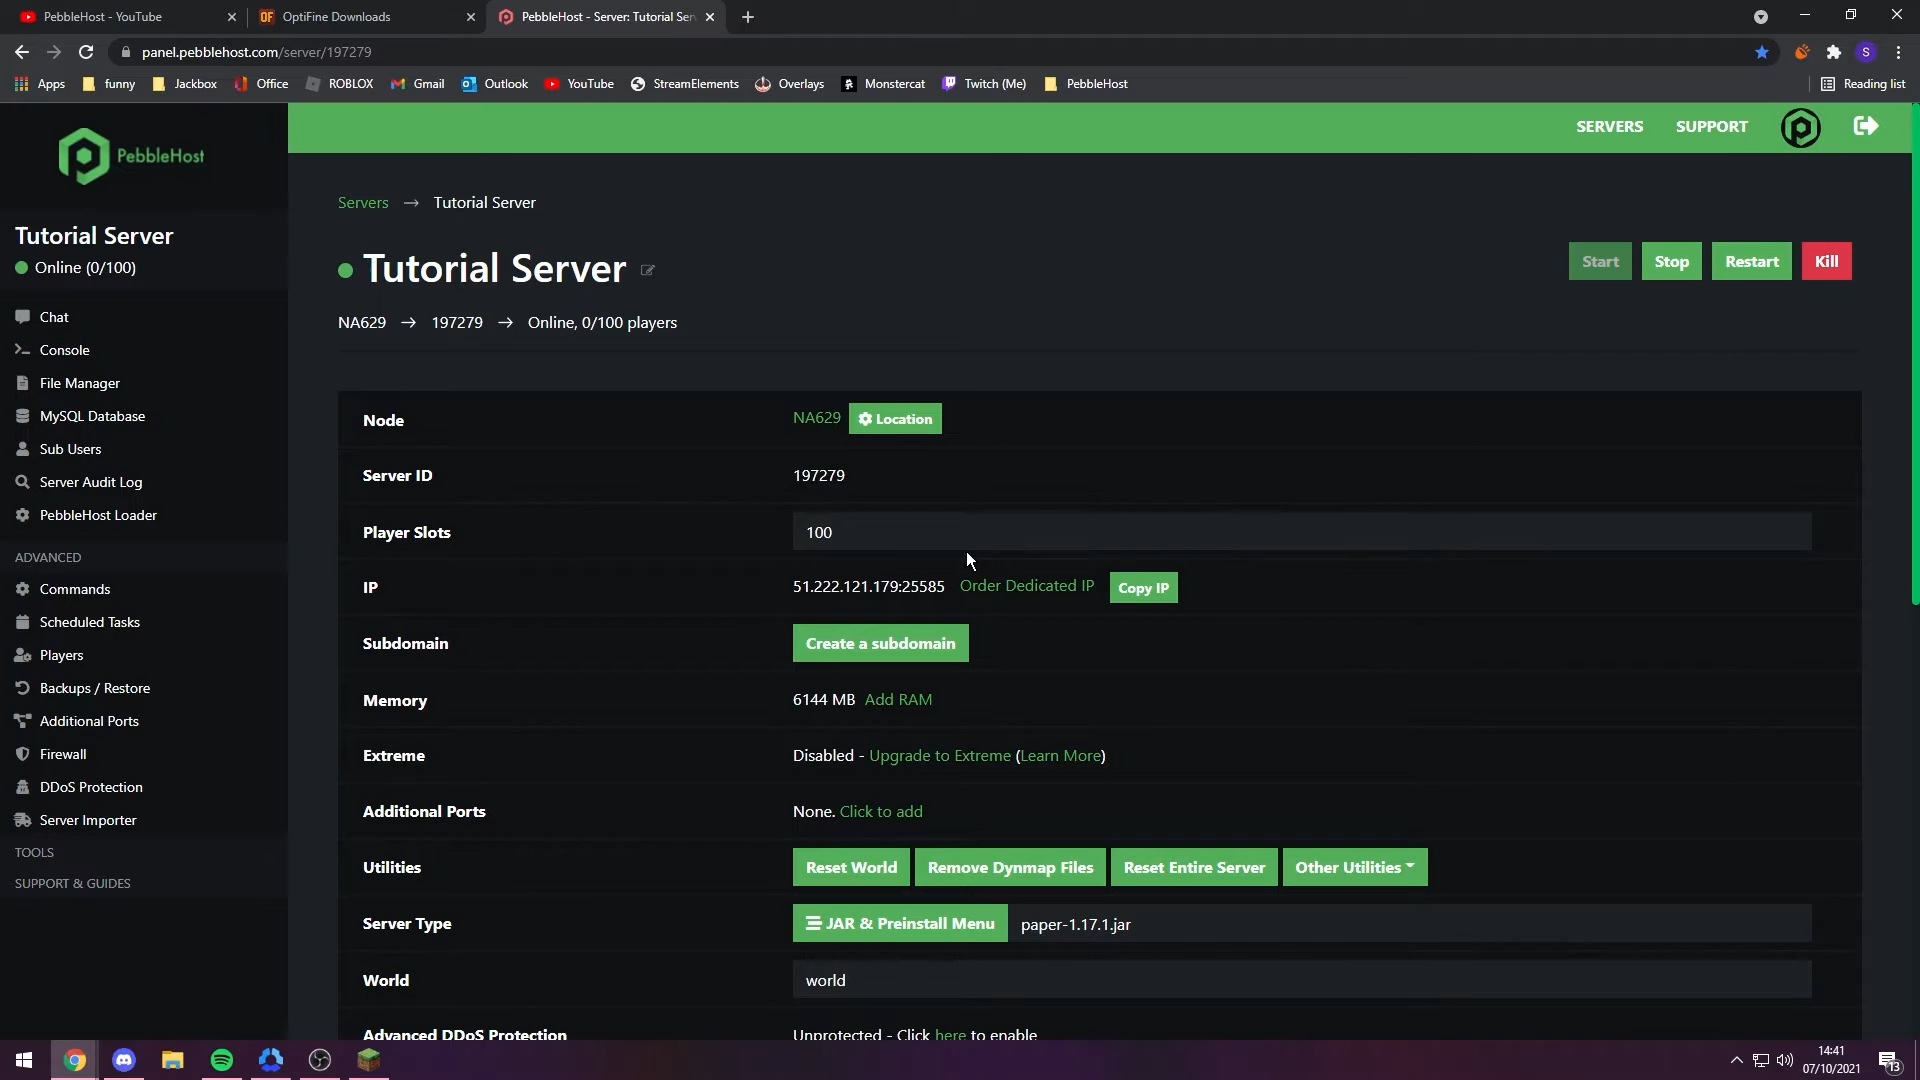 PebbleHost - YouTube
OF OptiFine Downloads
PebbleHost - Server: Tutorial Ser
panel.pebblehost.com/server/197279
S
Apps
funny
Jackbox
Office
ROBLOX
Gmail
Outlook
YouTube
StreamElements
Overlays
Monstercat
Twitch (Me)
PebbleHost
Reading list
PebbleHost
SERVERS
SUPPORT
Tutorial Server
Online (0/100)
Chat
Console
File Manager
MySQL Database
Sub Users
Server Audit Log
PebbleHost Loader
ADVANCED
Commands
Scheduled Tasks
Players
Backups / Restore
Additional Ports
Firewall
DDoS Protection
Server Importer
TOOLS
SUPPORT & GUIDES
Servers → Tutorial Server
Tutorial Server
Start
Stop
Restart
Kill
NA629 → 197279 → Online, 0/100 players
Node NA629 Location
Server ID 197279
Player Slots 100
IP 51.222.121.179:25585 Order Dedicated IP Copy IP
Subdomain Create a subdomain
Memory 6144 MB Add RAM
Extreme Disabled - Upgrade to Extreme (Learn More)
Additional Ports None. Click to add
Utilities Reset World Remove Dynmap Files Reset Entire Server Other Utilities
Server Type JAR & Preinstall Menu paper-1.17.1.jar
World world
Advanced DDoS Protection Unprotected - Click here to enable
14:41
07/10/2021
13